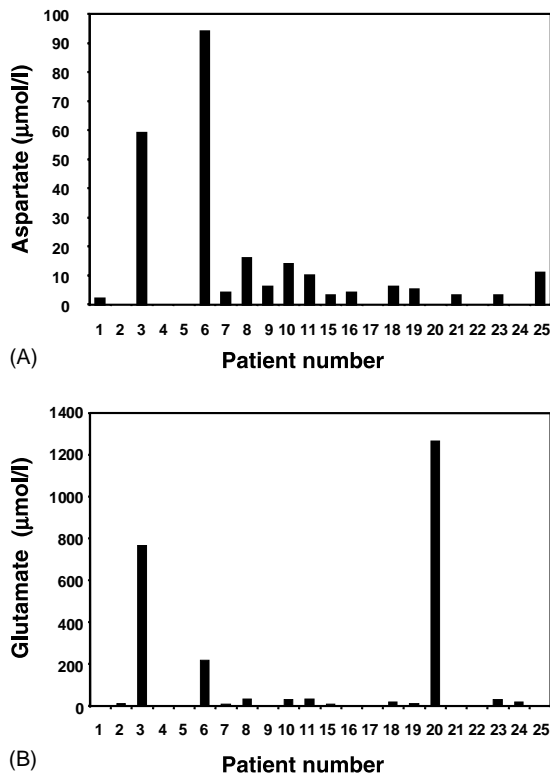 100
90
80
70
60
50
40
30
20
10
0
Aspartate (μmol/l)
1 2 3 4 5 6 7 8 9 10 11 15 16 17 18 19 20 21 22 23 24 25
Patient number
(A)
1400
1200
1000
800
600
400
200
0
Glutamate (μmol/l)
1 2 3 4 5 6 7 8 9 10 11 15 16 17 18 19 20 21 22 23 24 25
Patient number
(B)